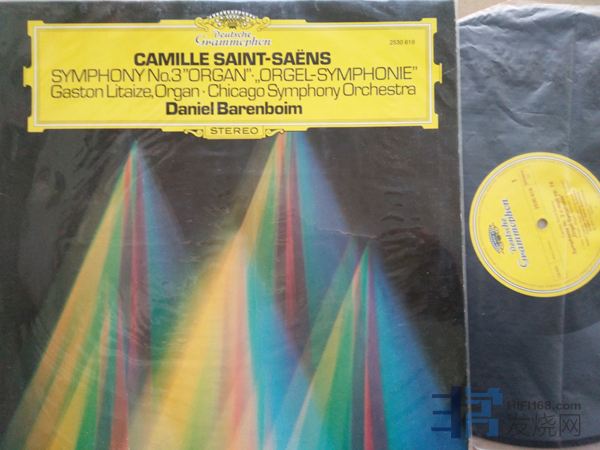 Deutsche
Grammophon
2530 619
CAMILLE SAINT-SAËNS
SYMPHONY No.3 "ORGAN"·„ORGEL-SYMPHONIE"
Gaston Litaize, Organ · Chicago Symphony Orchestra
Daniel Barenboim
STEREO
Deutsche
Grammophon
HIFI168.com
发烧网